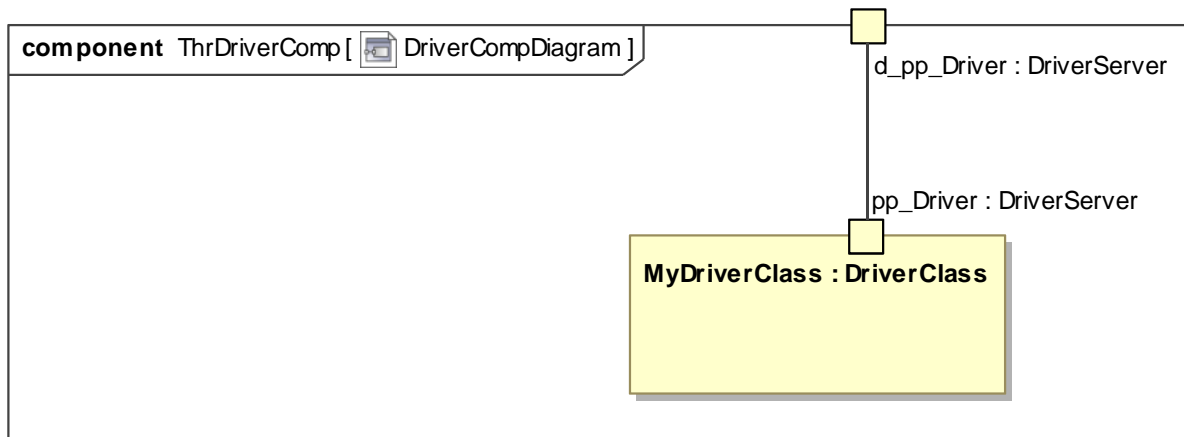 component ThrDriverComp [ DriverCompDiagram ]
d_pp_Driver : DriverServer
pp_Driver : DriverServer
MyDriverClass : DriverClass